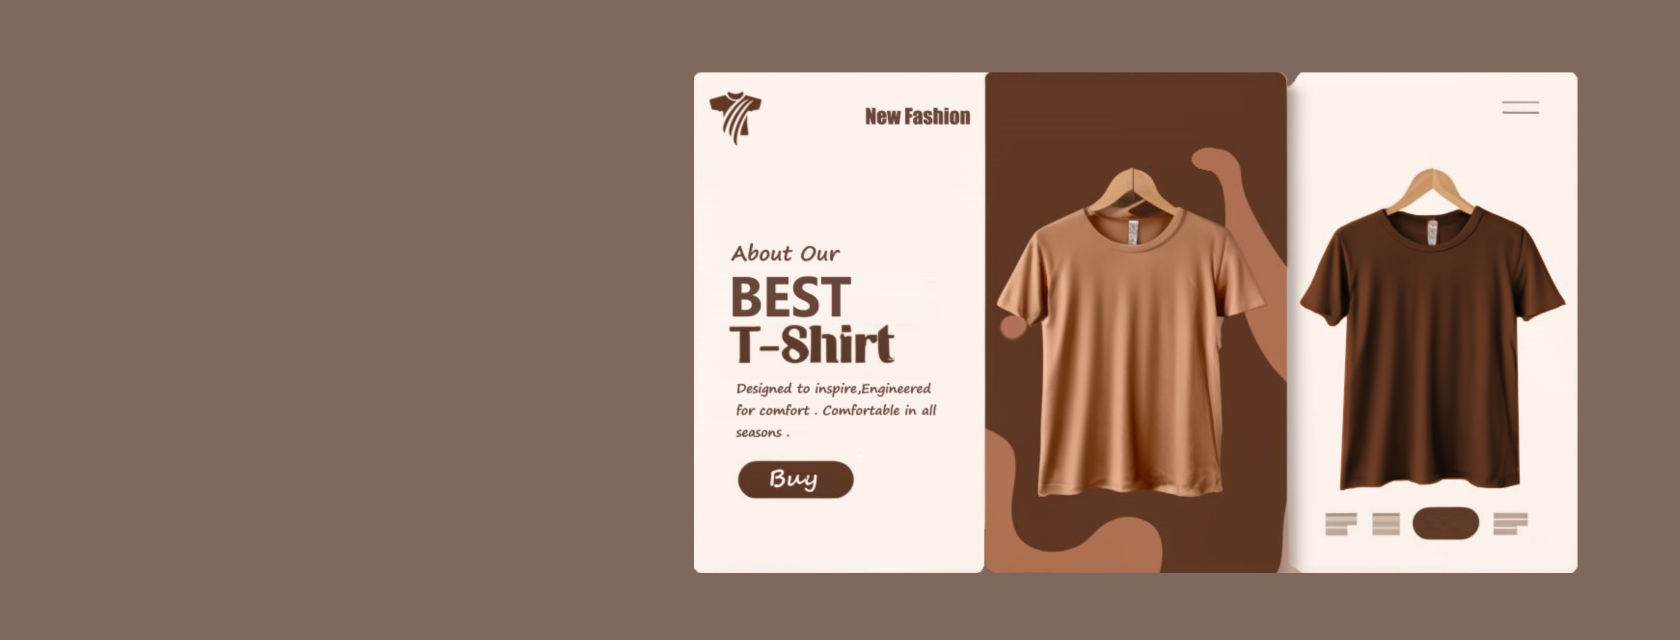 New Fashion
About Our
BEST
T-Shirt
Designed to inspire,Engineered
for comfort . Comfortable in all
seasons .
Buy